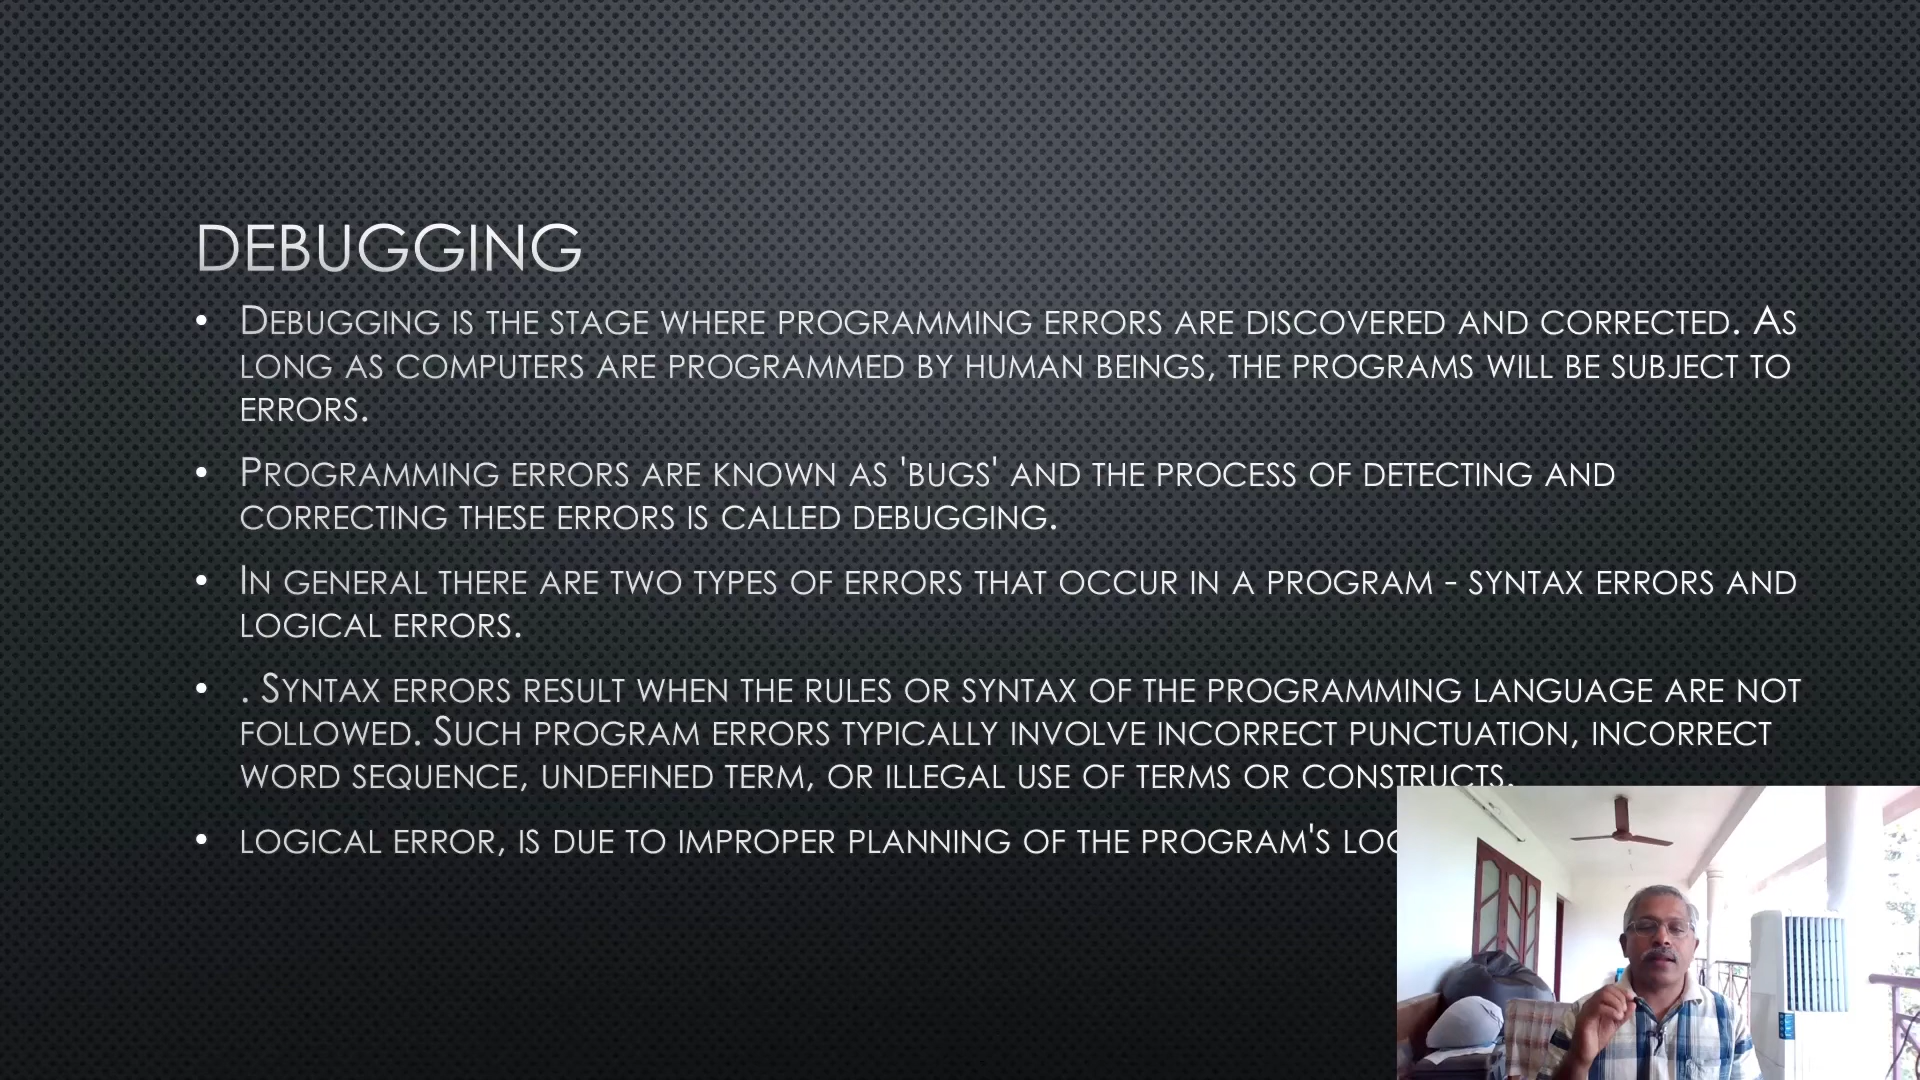 DEBUGGING
• DEBUGGING IS THE STAGE WHERE PROGRAMMING ERRORS ARE DISCOVERED AND CORRECTED. AS
LONG AS COMPUTERS ARE PROGRAMMED BY HUMAN BEINGS, THE PROGRAMS WILL BE SUBJECT TO
ERRORS.
• PROGRAMMING ERRORS ARE KNOWN AS 'BUGS' AND THE PROCESS OF DETECTING AND
CORRECTING THESE ERRORS IS CALLED DEBUGGING.
• IN GENERAL THERE ARE TWO TYPES OF ERRORS THAT OCCUR IN A PROGRAM - SYNTAX ERRORS AND
LOGICAL ERRORS.
• . SYNTAX ERRORS RESULT WHEN THE RULES OR SYNTAX OF THE PROGRAMMING LANGUAGE ARE NOT
FOLLOWED. SUCH PROGRAM ERRORS TYPICALLY INVOLVE INCORRECT PUNCTUATION, INCORRECT
WORD SEQUENCE, UNDEFINED TERM, OR ILLEGAL USE OF TERMS OR CONSTRUCTS.
• LOGICAL ERROR, IS DUE TO IMPROPER PLANNING OF THE PROGRAM'S